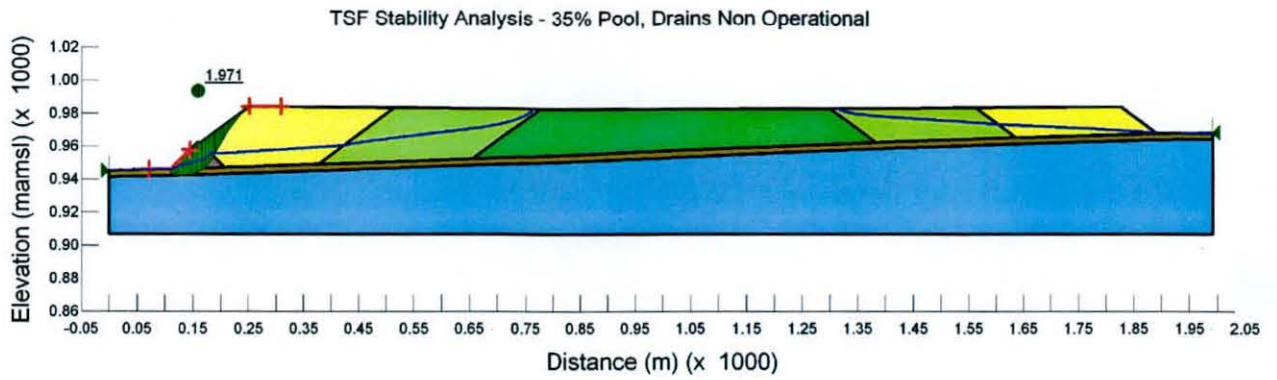 TSF Stability Analysis - 35% Pool, Drains Non Operational
1.971
Elevation (mamsl) (x 1000)
1.02
1.00
0.98
0.96
0.94
0.92
0.90
0.88
0.86
-0.05 0.05 0.15 0.25 0.35 0.45 0.55 0.65 0.75 0.85 0.95 1.05 1.15 1.25 1.35 1.45 1.55 1.65 1.75 1.85 1.95 2.05
Distance (m) (x 1000)